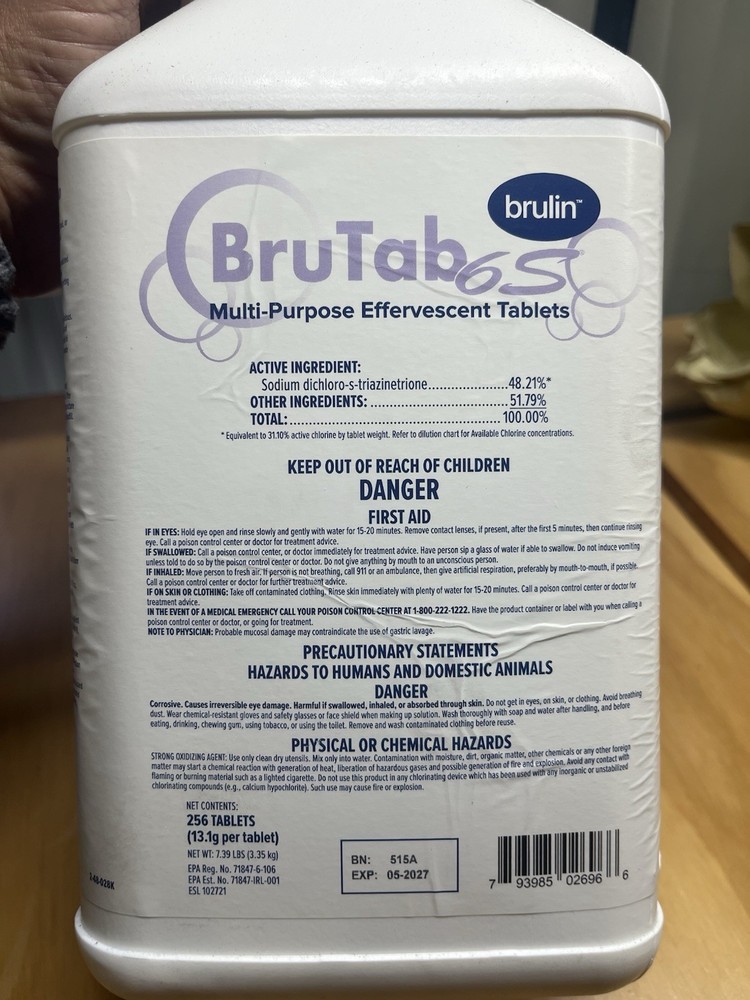 brulin™
BruTab 6S
Multi-Purpose Effervescent Tablets
ACTIVE INGREDIENT:
Sodium dichloro-s-triazinetrione.....................48.21%*
OTHER INGREDIENTS: ....................................51.79%
TOTAL:.......................................................... 100.00%
* Equivalent to 31.10% active chlorine by tablet weight. Refer to dilution chart for Available Chlorine concentrations.
KEEP OUT OF REACH OF CHILDREN
DANGER
FIRST AID
IF IN EYES: Hold eye open and rinse slowly and gently with water for 15-20 minutes. Remove contact lenses, if present, after the first 5 minutes, then continue rinsing
eye. Call a poison control center or doctor for treatment advice.
IF SWALLOWED: Call a poison control center, or doctor immediately for treatment advice. Have person sip a glass of water if able to swallow. Do not induce vomiting
unless told to do so by the poison control center or doctor. Do not give anything by mouth to an unconscious person.
IF INHALED: Move person to fresh air. If person is not breathing, call 911 or an ambulance, then give artificial respiration, preferably by mouth-to-mouth, if possible.
Call a poison control center or doctor for further treatment advice.
IF ON SKIN OR CLOTHING: Take off contaminated clothing. Rinse skin immediately with plenty of water for 15-20 minutes. Call a poison control center or doctor for
treatment advice.
IN THE EVENT OF A MEDICAL EMERGENCY CALL YOUR POISON CONTROL CENTER AT 1-800-222-1222. Have the product container or label with you when calling a
poison control center or doctor, or going for treatment.
NOTE TO PHYSICIAN: Probable mucosal damage may contraindicate the use of gastric lavage.
PRECAUTIONARY STATEMENTS
HAZARDS TO HUMANS AND DOMESTIC ANIMALS
DANGER
Corrosive. Causes irreversible eye damage. Harmful if swallowed, inhaled, or absorbed through skin. Do not get in eyes, on skin, or clothing. Avoid breathing
dust. Wear chemical-resistant gloves and safety glasses or face shield when making up solution. Wash thoroughly with soap and water after handling, and before
eating, drinking, chewing gum, using tobacco, or using the toilet. Remove and wash contaminated clothing before reuse.
PHYSICAL OR CHEMICAL HAZARDS
STRONG OXIDIZING AGENT: Use only clean dry utensils. Mix only into water. Contamination with moisture, dirt, organic matter, other chemicals or any other foreign
matter may start a chemical reaction with generation of heat, liberation of hazardous gases and possible generation of fire and explosion. Avoid any contact with
flaming or burning material such as a lighted cigarette. Do not use this product in any chlorinating device which has been used with any inorganic or unstabilized
chlorinating compounds (e.g., calcium hypochlorite). Such use may cause fire or explosion.
NET CONTENTS:
256 TABLETS
(13.1g per tablet)
NET WT: 7.39 LBS (3.35 kg)
EPA Reg. No. 71847-6-106
EPA Est. No. 71847-IRL-001
ESL 102721
BN: 515A
EXP: 05-2027
7 93985 02696 6